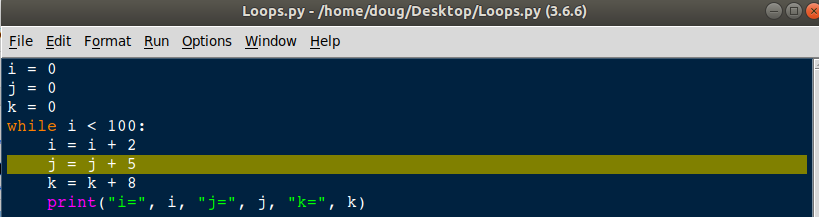 Loops.py - /home/doug/Desktop/Loops.py (3.6.6)
File Edit Format Run Options Window Help
i = 0
j = 0
k = 0
while i < 100:
    i = i + 2
    j = j + 5
    k = k + 8
    print("i=", i, "j=", j, "k=", k)